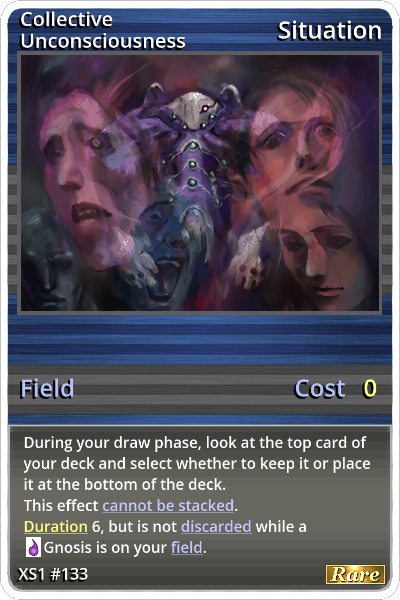 Collective
Unconsciousness
Situation
Field
Cost 0
During your draw phase, look at the top card of
your deck and select whether to keep it or place
it at the bottom of the deck.
This effect cannot be stacked.
Duration 6, but is not discarded while a
Gnosis is on your field.
XS1 #133
Rare